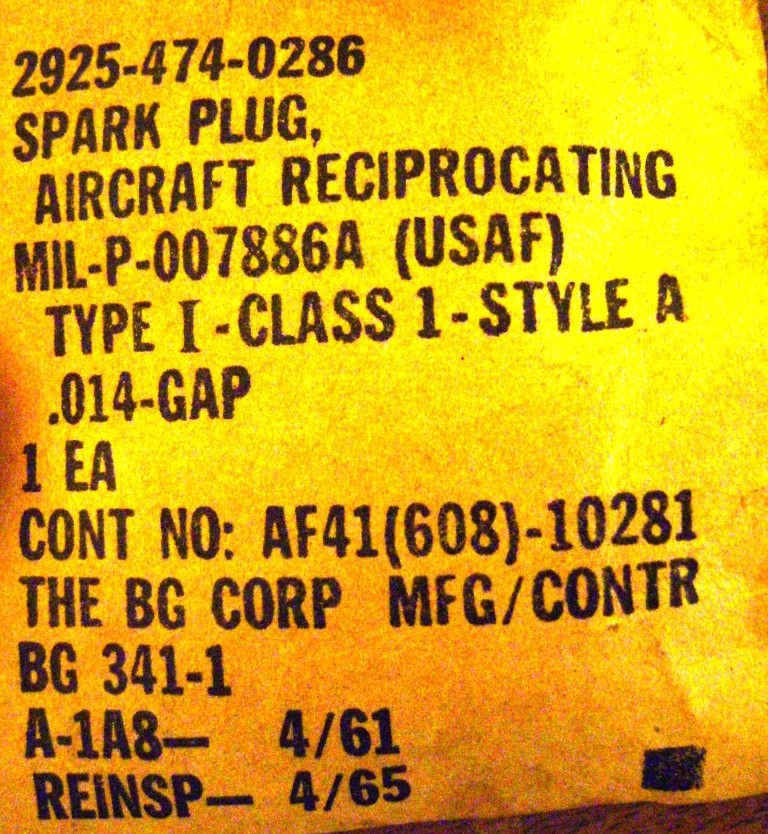 2925-474-0286
SPARK PLUG,
AIRCRAFT RECIPROCATING
MIL-P-007886A (USAF)
TYPE I-CLASS 1-STYLE A
.014-GAP
1 EA
CONT NO: AF41(608)-10281
THE BG CORP MFG/CONTR
BG 341-1
A-1A8— 4/61
REINSP— 4/65